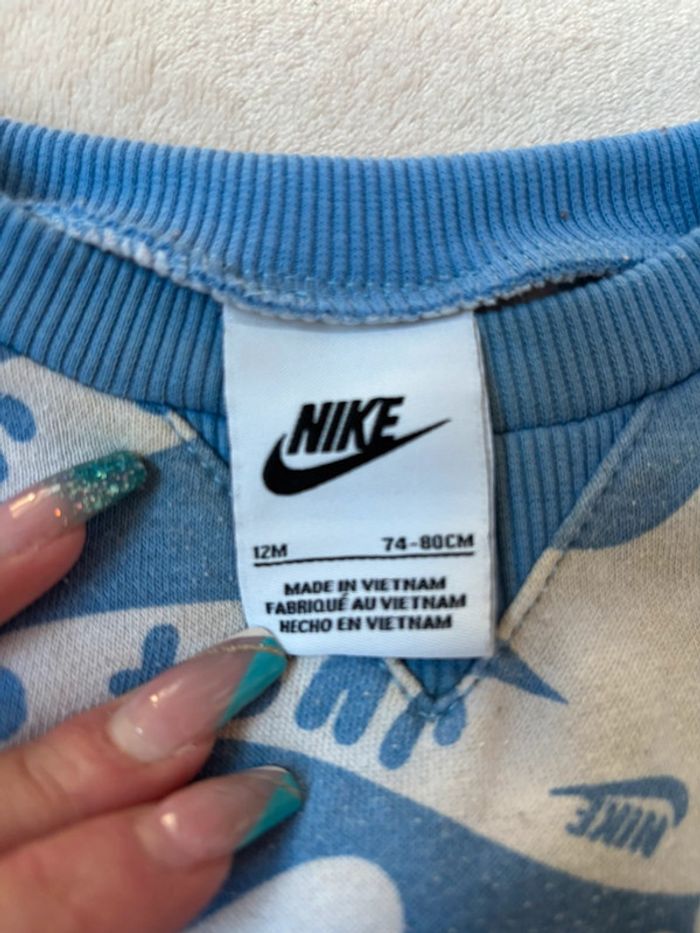 NIKE
12M 74-80CM
MADE IN VIETNAM
FABRIQUÉ AU VIETNAM
HECHO EN VIETNAM
NIKE